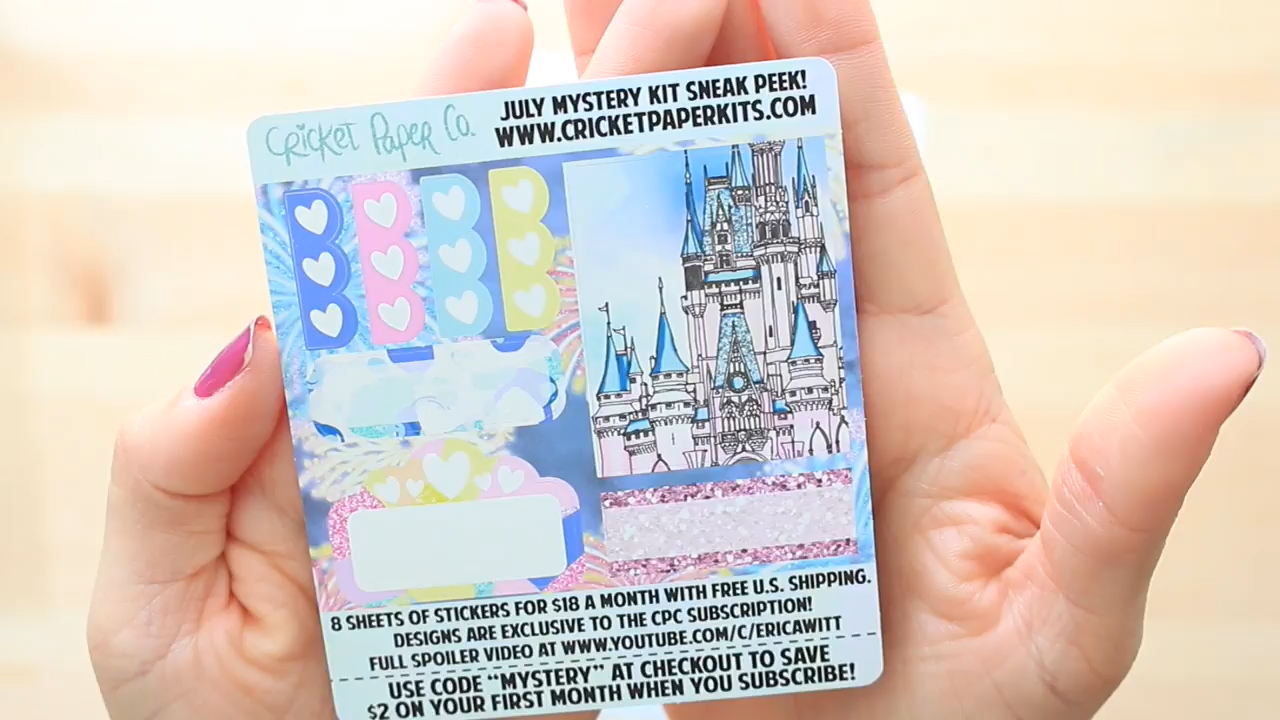 CRICKET PAPER CO.
JULY MYSTERY KIT SNEAK PEEK!
WWW.CRICKETPAPERKITS.COM
8 SHEETS OF STICKERS FOR $18 A MONTH WITH FREE U.S. SHIPPING.
DESIGNS ARE EXCLUSIVE TO THE CPC SUBSCRIPTION!
FULL SPOILER VIDEO AT WWW.YOUTUBE.COM/C/ERICAWITT
USE CODE “MYSTERY” AT CHECKOUT TO SAVE
$2 ON YOUR FIRST MONTH WHEN YOU SUBSCRIBE!